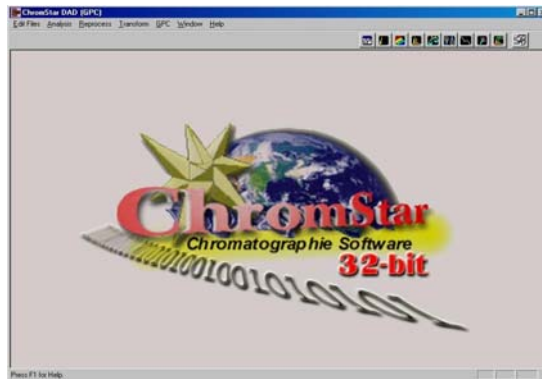 ChromStar DAD (GPC)
Edit Files Analysis Reprocess Transform GPC Window Help
ChromStar
Chromatographie Software
32-bit
Press F1 for Help.